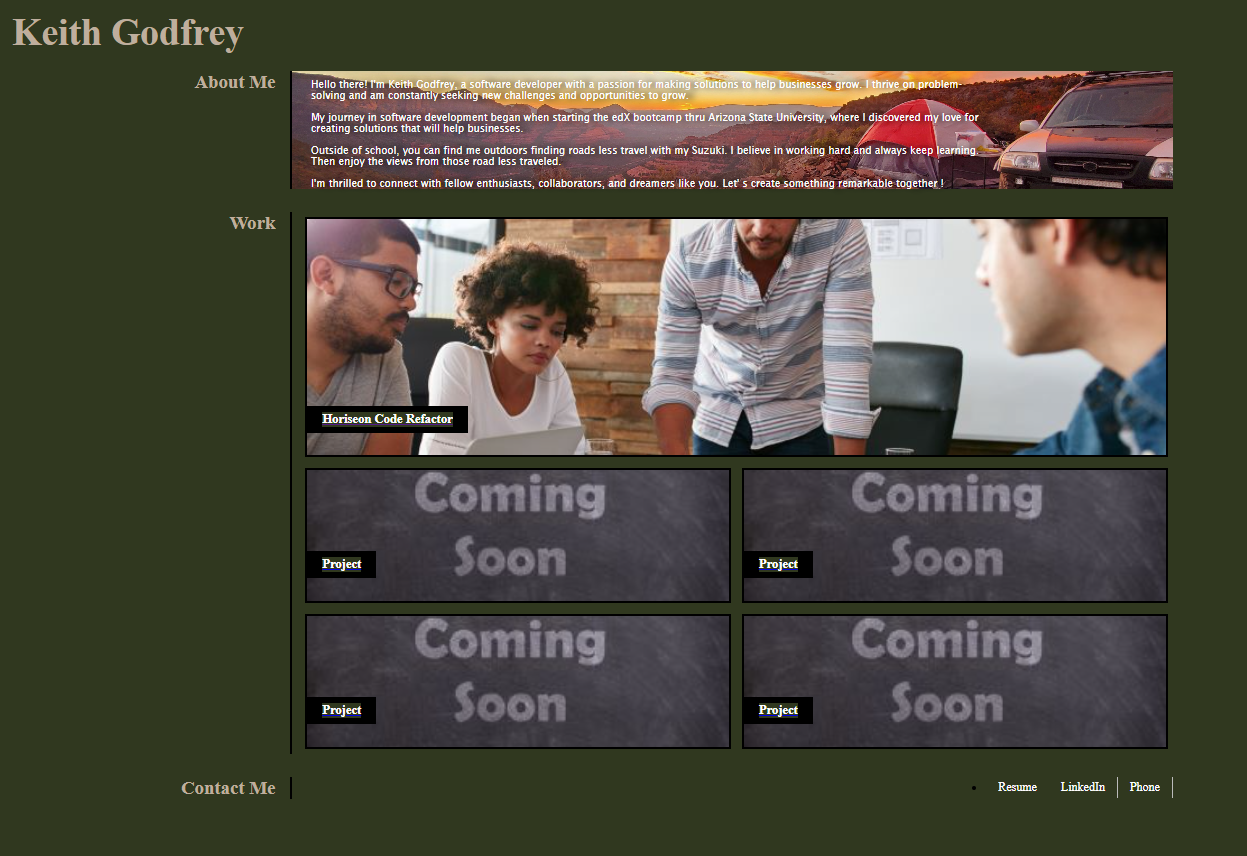 Keith Godfrey
About Me
Hello there! I'm Keith Godfrey, a software developer with a passion for making solutions to help businesses grow. I thrive on problem-
solving and am constantly seeking new challenges and opportunities to grow.
My journey in software development began when starting the edX bootcamp thru Arizona State University, where I discovered my love for
creating solutions that will help businesses.
Outside of school, you can find me outdoors finding roads less travel with my Suzuki. I believe in working hard and always keep learning.
Then enjoy the views from those road less traveled.
I'm thrilled to connect with fellow enthusiasts, collaborators, and dreamers like you. Let' s create something remarkable together !
Work
Horiseon Code Refactor
Coming Coming
Soon Soon
Project Project
Coming Coming
Soon Soon
Project Project
Contact Me
Resume LinkedIn Phone